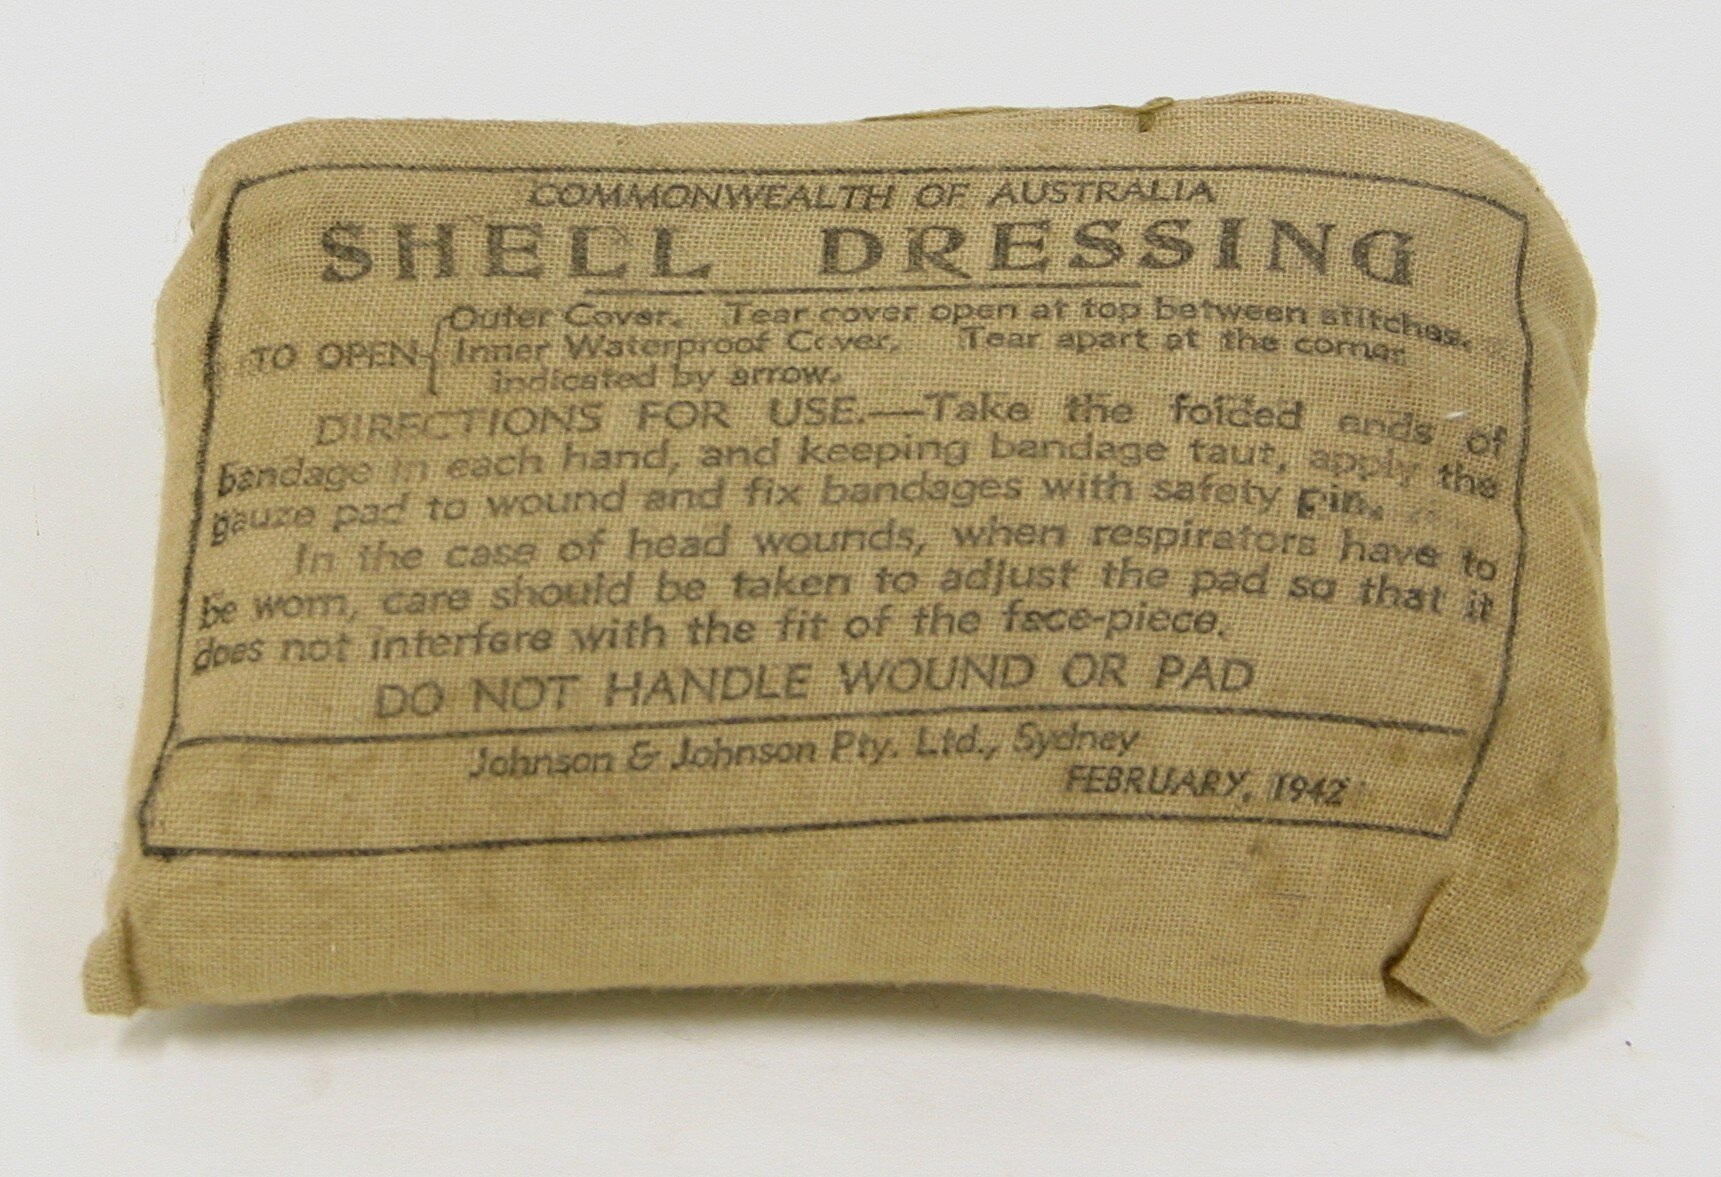 COMMONWEALTH OF AUSTRALIA
SHELL DRESSING
Outer Cover. Tear cover open at top between stitches.
TO OPEN Inner Waterproof Cover. Tear apart at the corner
indicated by arrow.
DIRECTIONS FOR USE.—Take the folded ends of
bandage in each hand, and keeping bandage taut, apply the
gauze pad to wound and fix bandages with safety pin.
In the case of head wounds, when respirators have to
be worn, care should be taken to adjust the pad so that it
does not interfere with the fit of the face-piece.
DO NOT HANDLE WOUND OR PAD
Johnson & Johnson Pty. Ltd., Sydney
FEBRUARY, 1942